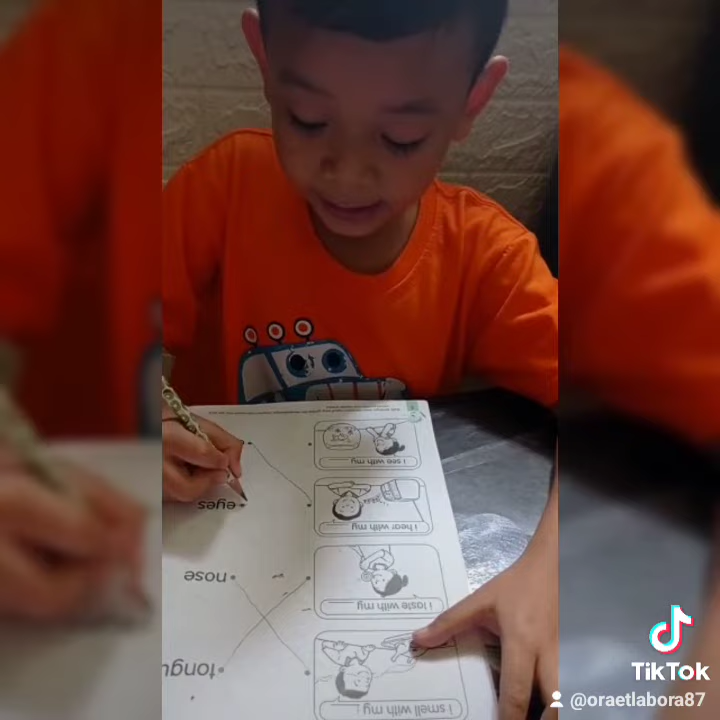 i see with my
i hear with my
i taste with my
i smell with my
eyes
nose
tongu
TikTok
@oraetlabora87